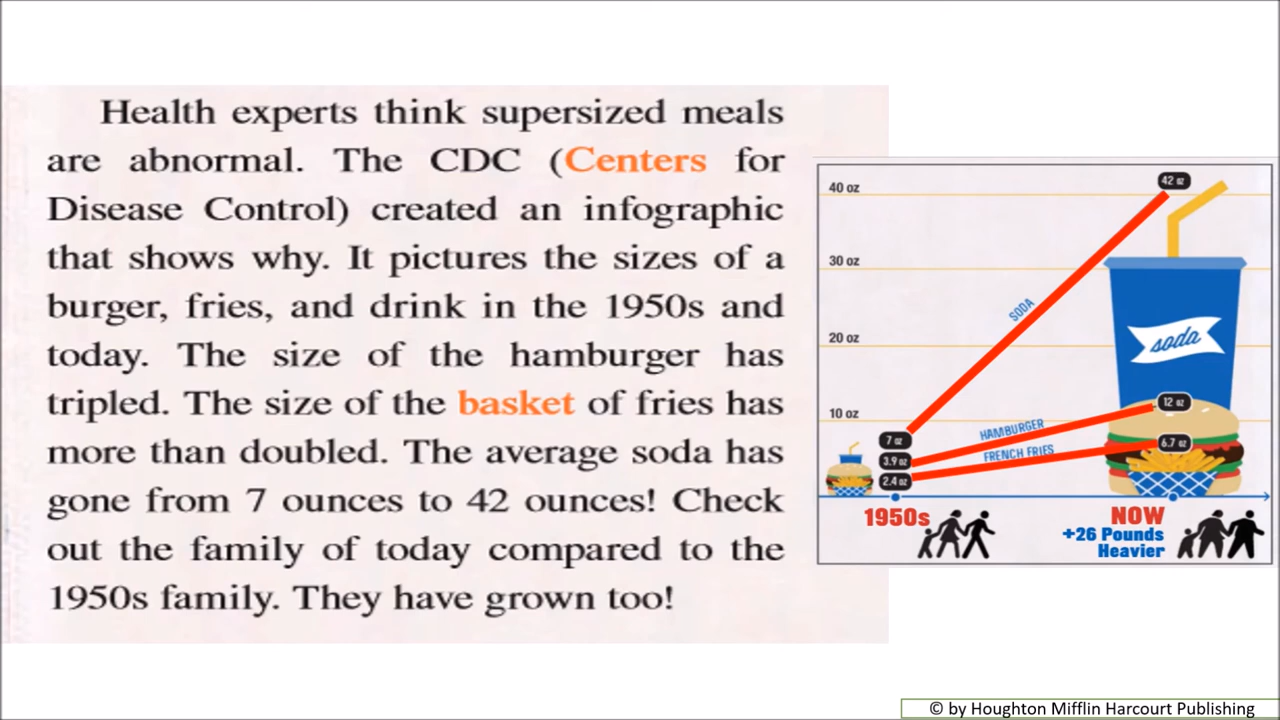 Health experts think supersized meals
are abnormal. The CDC (Centers for
Disease Control) created an infographic
that shows why. It pictures the sizes of a
burger, fries, and drink in the 1950s and
today. The size of the hamburger has
tripled. The size of the basket of fries has
more than doubled. The average soda has
gone from 7 ounces to 42 ounces! Check
out the family of today compared to the
1950s family. They have grown too!
40 oz
42 oz
30 oz
SODA
20 oz
soda
10 oz
12 oz
7 oz
HAMBURGER
3.9 oz
FRENCH FRIES
6.7 oz
2.4 oz
1950s
NOW
+26 Pounds
Heavier
© by Houghton Mifflin Harcourt Publishing